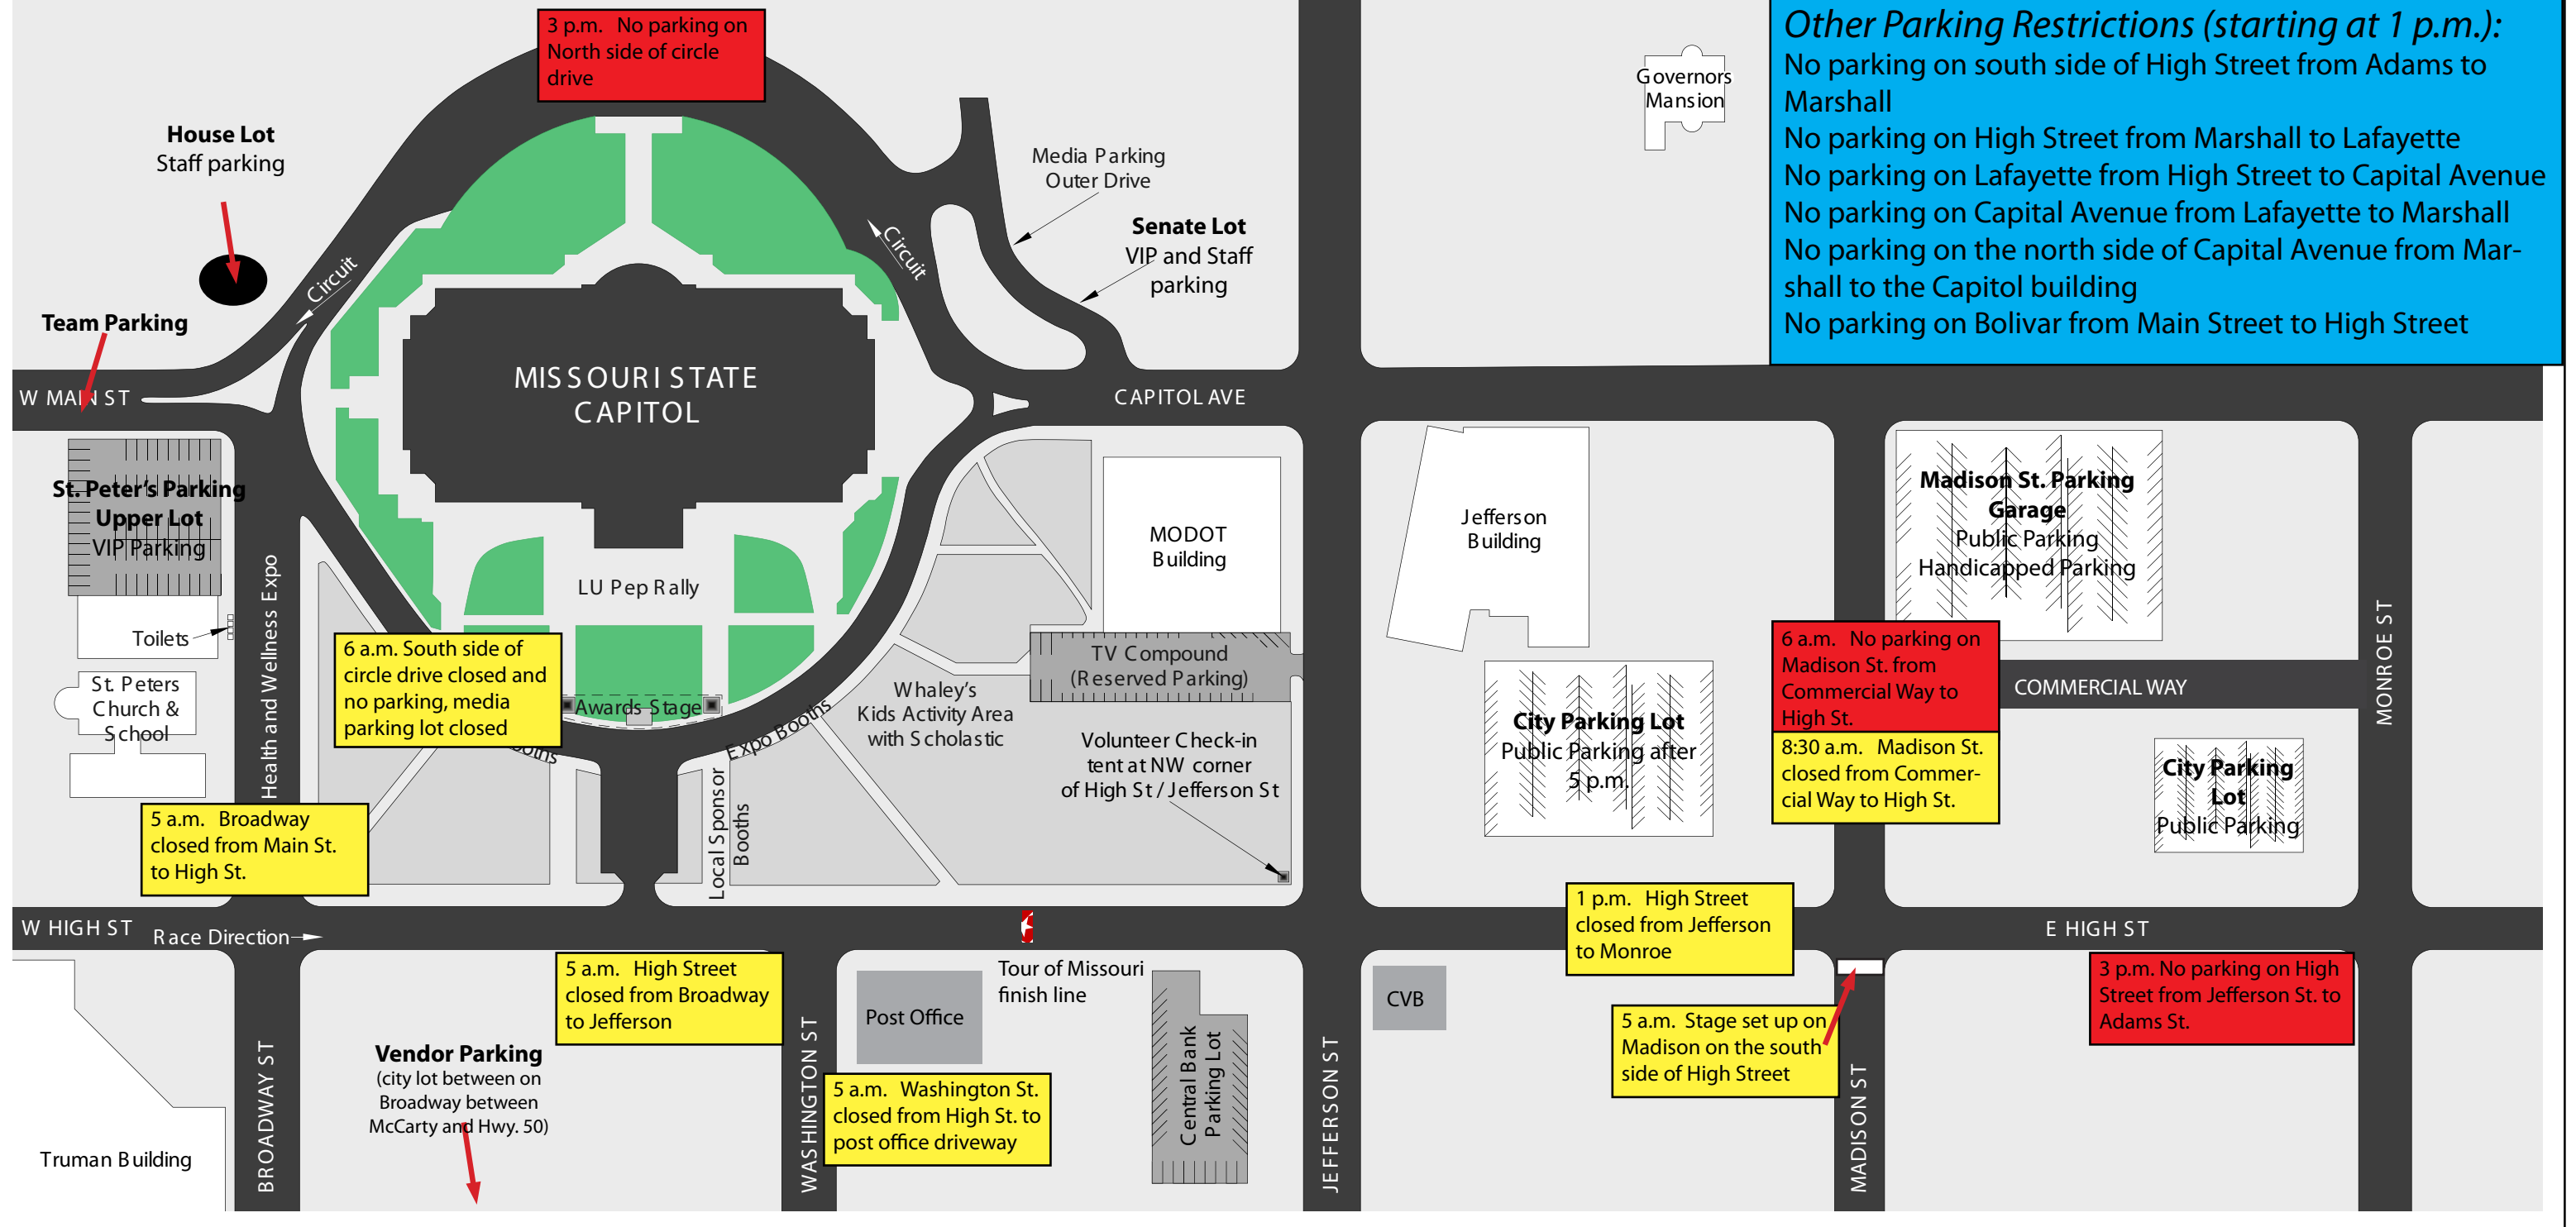 3 p.m.   No parking on
North side of circle
drive
Other Parking Restrictions (starting at 1 p.m.):
No parking on south side of High Street from Adams to
Marshall
No parking on High Street from Marshall to Lafayette
No parking on Lafayette from High Street to Capital Avenue
No parking on Capital Avenue from Lafayette to Marshall
No parking on the north side of Capital Avenue from Mar-
shall to the Capitol building
No parking on Bolivar from Main Street to High Street
Governors
Mansion
House Lot
Staff parking
Media Parking
Outer Drive
Senate Lot
VIP and Staff
parking
Circuit
Circuit
Team Parking
W MAIN ST
MISSOURI STATE
CAPITOL
CAPITOL AVE
St. Peter's Parking
Upper Lot
VIP Parking
Toilets
St. Peters
Church &
School
Health and Wellness Expo
LU Pep Rally
MODOT
Building
Jefferson
Building
Madison St. Parking
Garage
Public Parking
Handicapped Parking
6 a.m. South side of
circle drive closed and
no parking, media
parking lot closed
Awards Stage
Expo Booths
Whaley's
Kids Activity Area
with Scholastic
TV Compound
(Reserved Parking)
Volunteer Check-in
tent at NW corner
of High St / Jefferson St
Local Sponsor
Booths
City Parking Lot
Public Parking after
5 p.m.
6 a.m.   No parking on
Madison St. from
Commercial Way to
High St.
8:30 a.m.   Madison St.
closed from Commer-
cial Way to High St.
COMMERCIAL WAY
MONROE ST
City Parking
Lot
Public Parking
5 a.m.   Broadway
closed from Main St.
to High St.
W HIGH ST
Race Direction
1 p.m.   High Street
closed from Jefferson
to Monroe
E HIGH ST
5 a.m.   High Street
closed from Broadway
to Jefferson
Tour of Missouri
finish line
Post Office
CVB
3 p.m. No parking on High
Street from Jefferson St. to
Adams St.
5 a.m.  Stage set up on
Madison on the south
side of High Street
Vendor Parking
(city lot between on
Broadway between
McCarty and Hwy. 50)
5 a.m.   Washington St.
closed from High St. to
post office driveway
Central Bank
Parking Lot
Truman Building
BROADWAY ST
WASHINGTON ST
JEFFERSON ST
MADISON ST